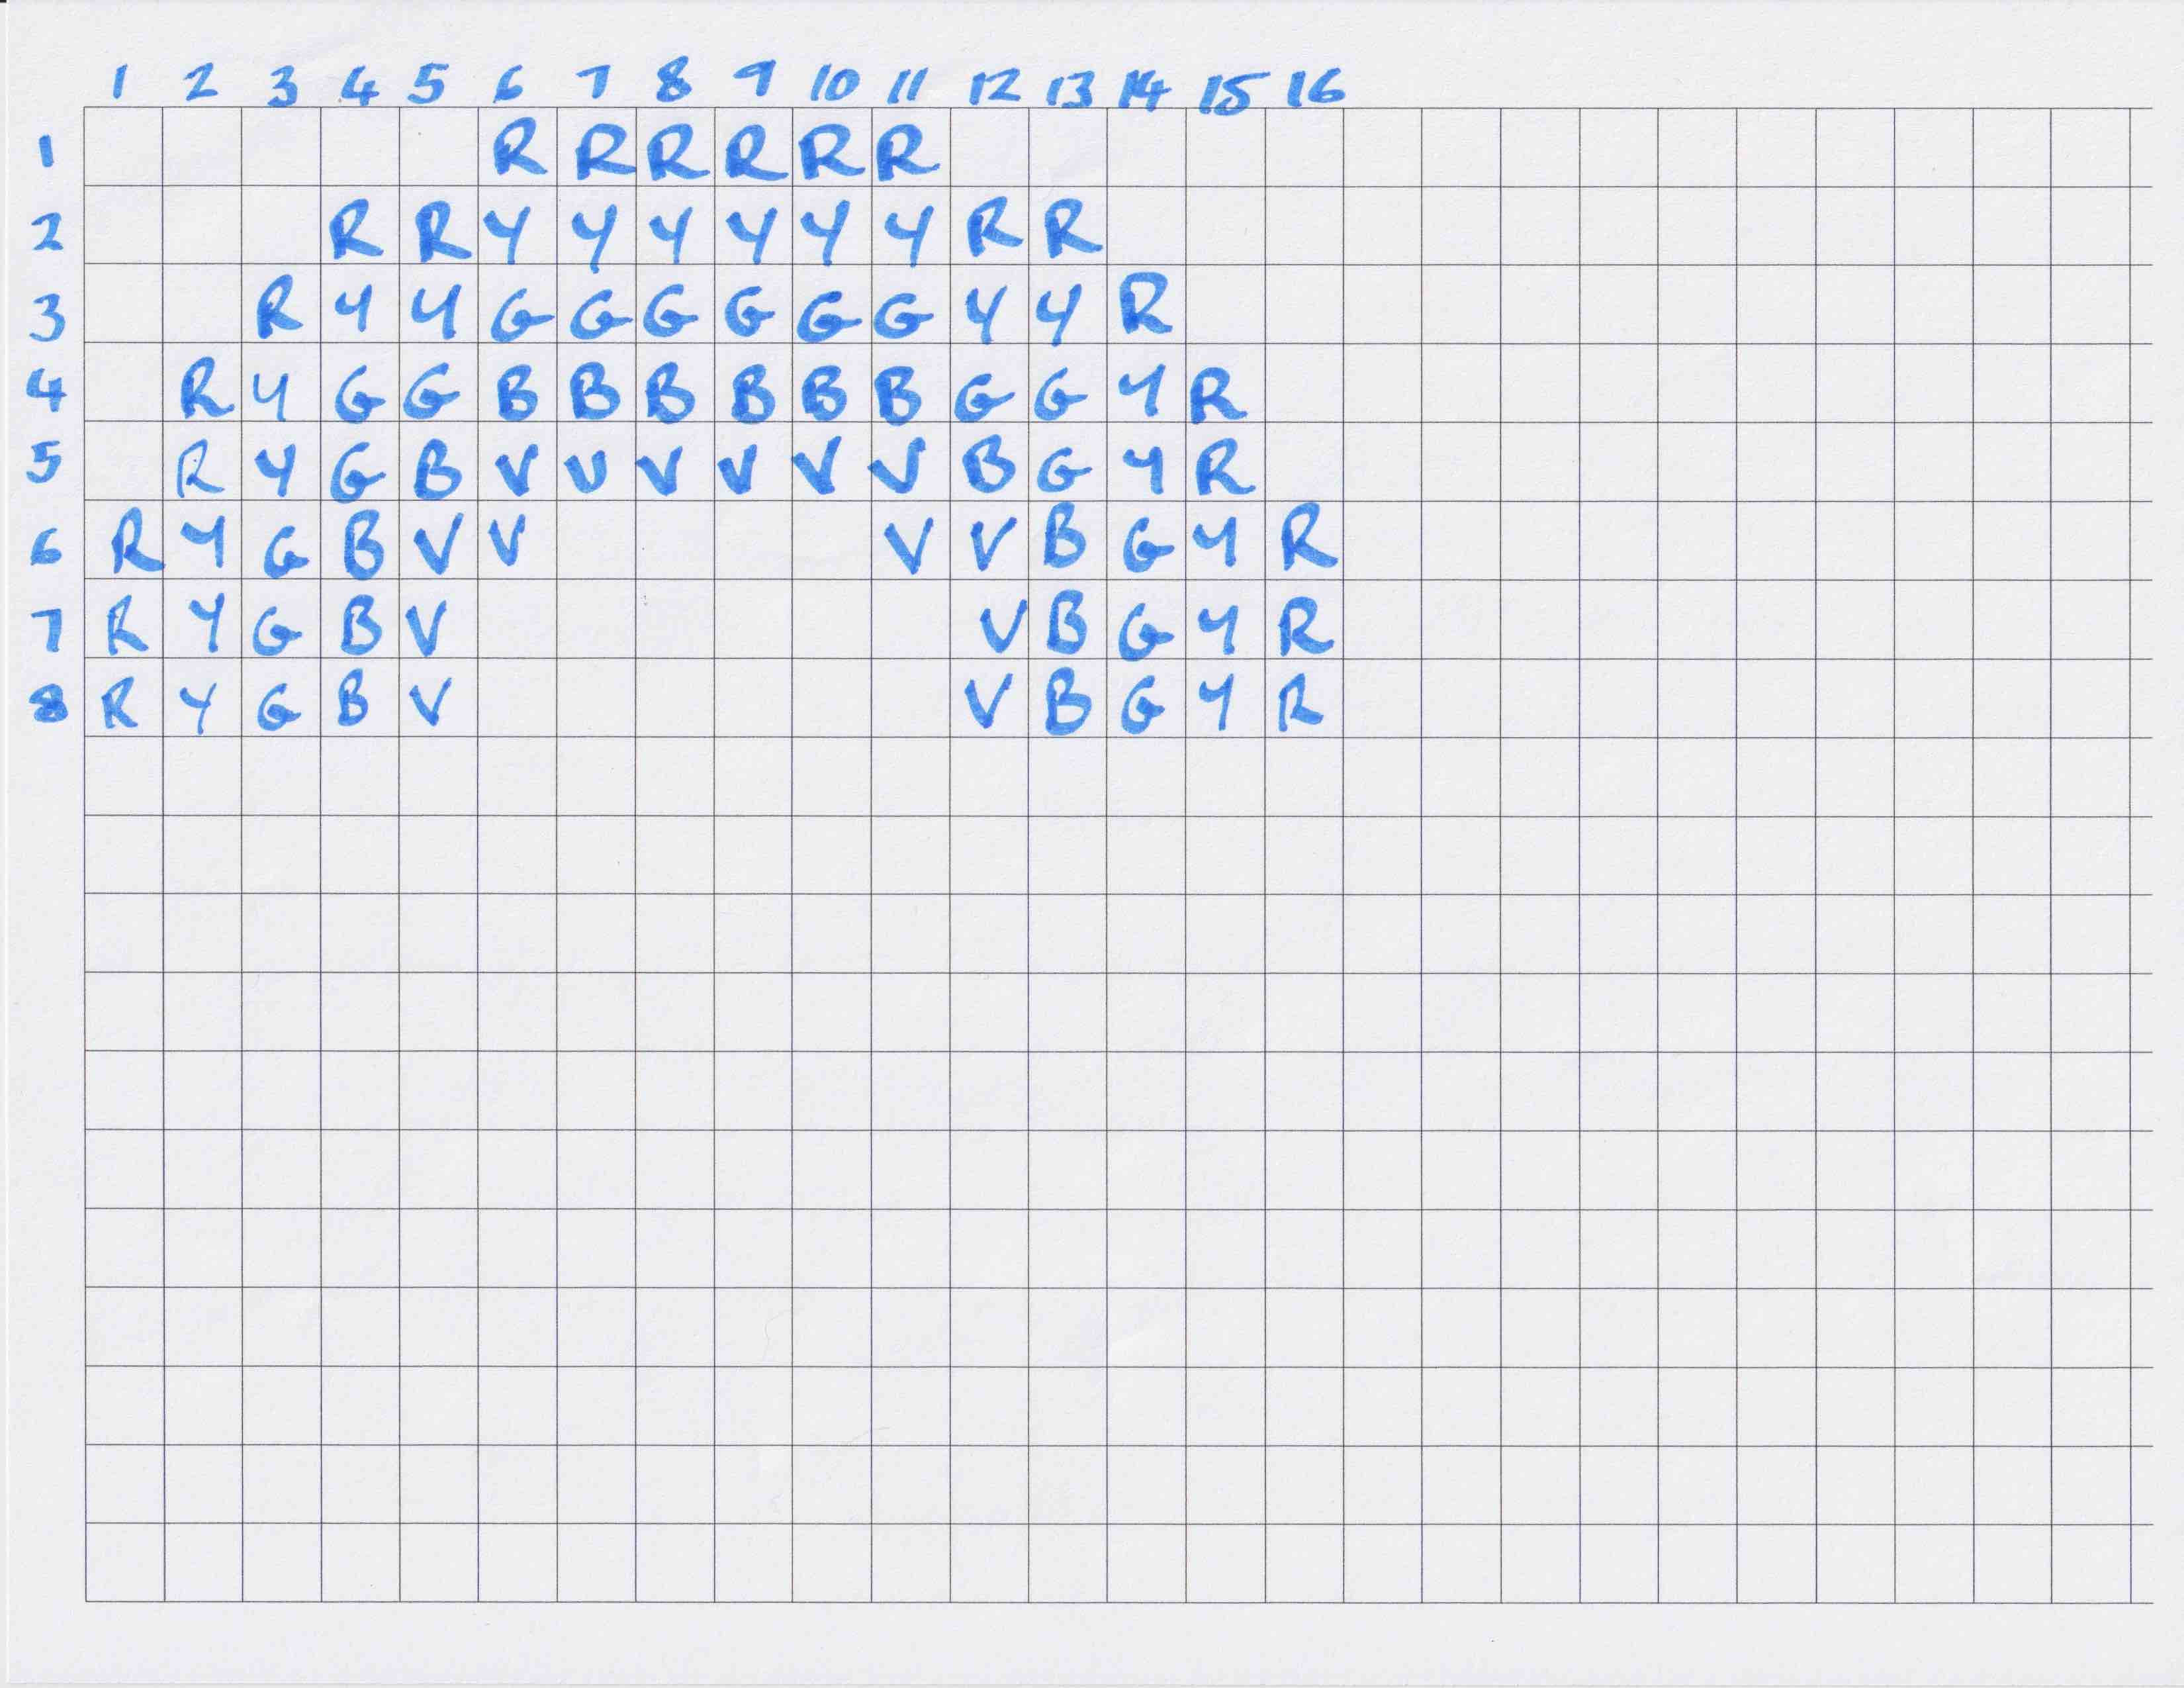 1 2 3 4 5 6 7 8 9 10 11 12 13 14 15 16
1 R R R R R R
2 R R Y Y Y Y Y Y R R
3 R Y Y G G G G G G Y Y R
4 R Y G G B B B B B B G G Y R
5 R Y G B V V V V V V B G Y R
6 R Y G B V V V V B G Y R
7 R Y G B V V B G Y R
8 R Y G B V V B G Y R